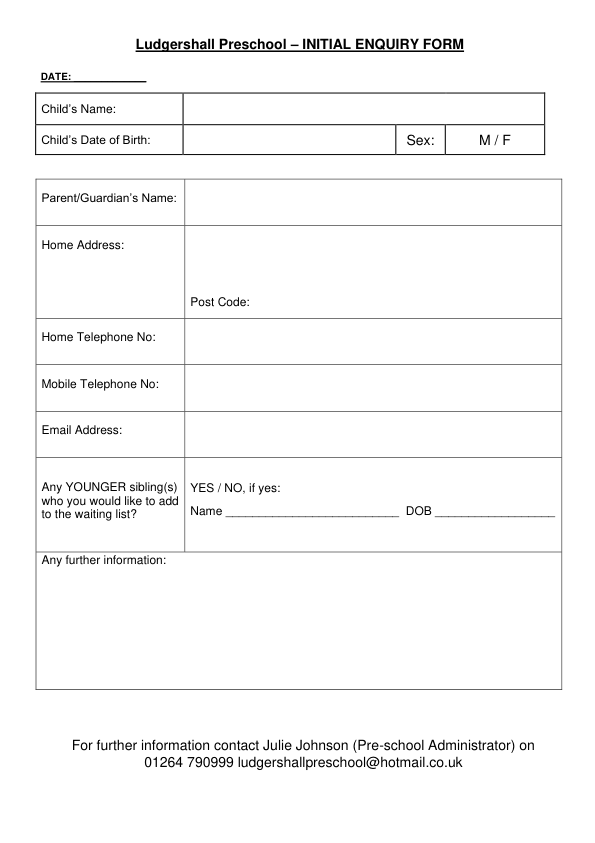 Ludgershall Preschool – INITIAL ENQUIRY FORM
DATE:____________
Child's Name:
Child's Date of Birth: Sex: M / F
Parent/Guardian's Name:
Home Address:
Post Code:
Home Telephone No:
Mobile Telephone No:
Email Address:
Any YOUNGER sibling(s)
who you would like to add
to the waiting list?
YES / NO, if yes:
Name __________________________ DOB __________________
Any further information:
For further information contact Julie Johnson (Pre-school Administrator) on
01264 790999 ludgershallpreschool@hotmail.co.uk